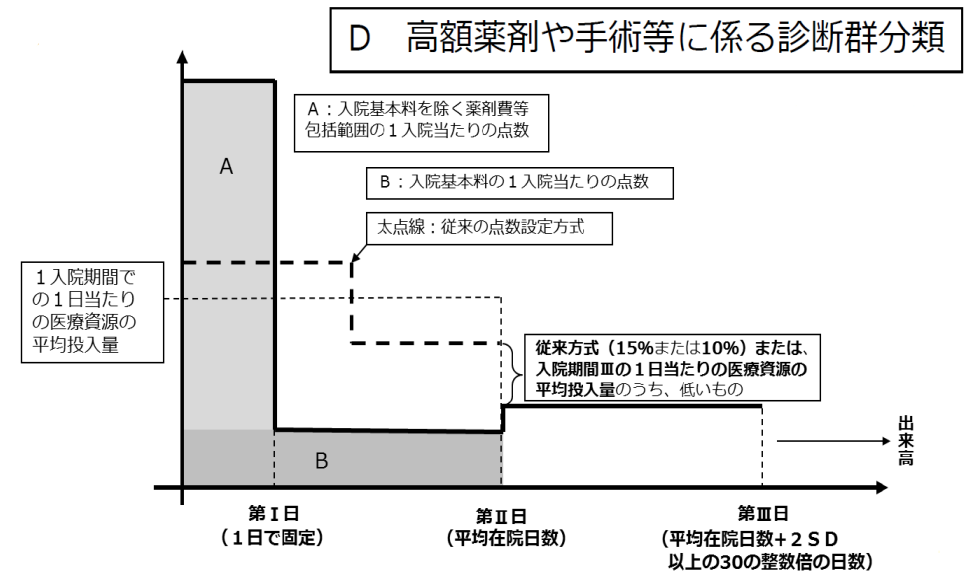 D　高額薬剤や手術等に係る診断群分類
A：入院基本料を除く薬剤費等
包括範囲の１入院当たりの点数
A
B：入院基本料の１入院当たりの点数
太点線：従来の点数設定方式
１入院期間で
の１日当たり
の医療資源の
平均投入量
従来方式（15%または10%）または、
入院期間Ⅲの１日当たりの医療資源の
平均投入量のうち、低いもの
B
出来高
第Ⅰ日
（１日で固定）
第Ⅱ日
（平均在院日数）
第Ⅲ日
（平均在院日数+２ＳＤ
以上の30の整数倍の日数）